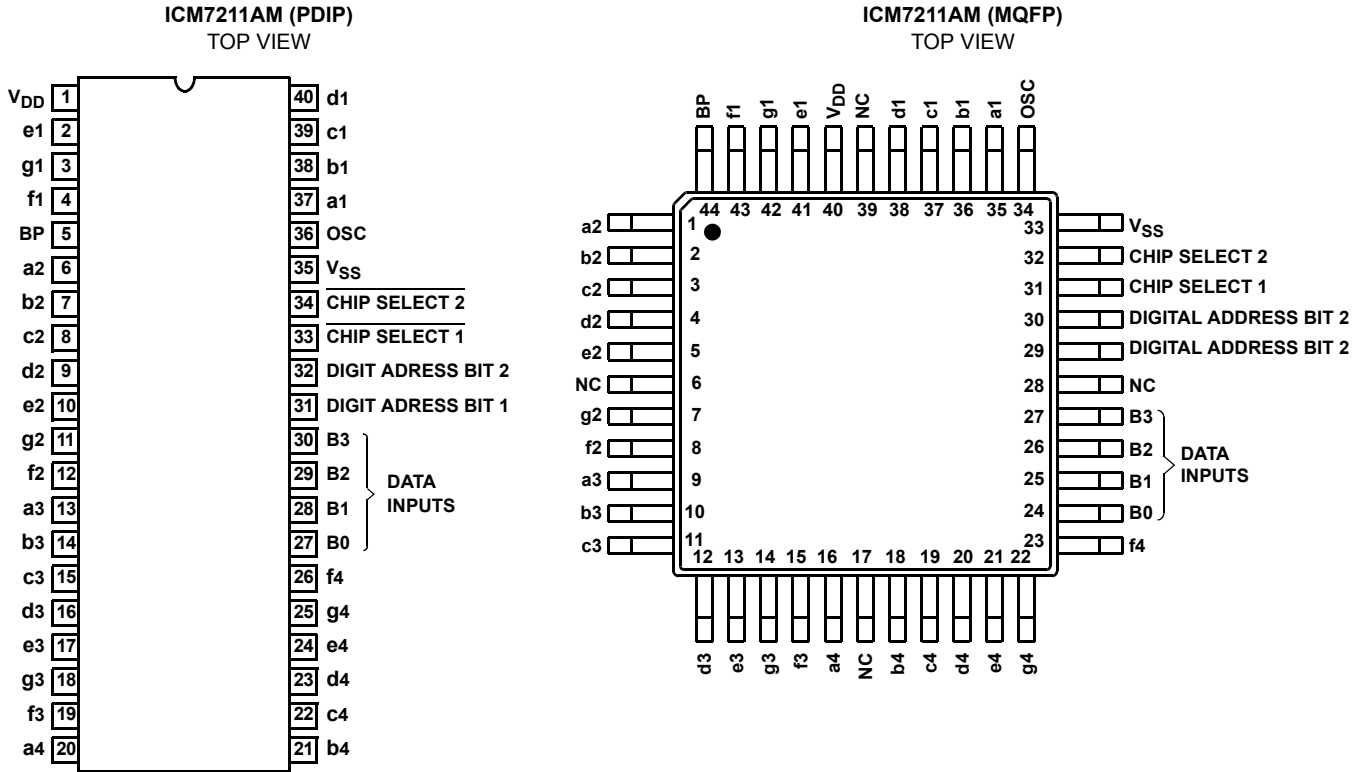 ICM7211AM (PDIP)
TOP VIEW
VDD 1
e1 2
g1 3
f1 4
BP 5
a2 6
b2 7
c2 8
d2 9
e2 10
g2 11
f2 12
a3 13
b3 14
c3 15
d3 16
e3 17
g3 18
f3 19
a4 20
40 d1
39 c1
38 b1
37 a1
36 OSC
35 VSS
34 CHIP SELECT 2
33 CHIP SELECT 1
32 DIGIT ADRESS BIT 2
31 DIGIT ADRESS BIT 1
30 B3
29 B2
28 B1
27 B0
DATA
INPUTS
26 f4
25 g4
24 e4
23 d4
22 c4
21 b4
ICM7211AM (MQFP)
TOP VIEW
BP f1 g1 e1 VDD NC d1 c1 b1 a1 OSC
44 43 42 41 40 39 38 37 36 35 34
a2 1
b2 2
c2 3
d2 4
e2 5
NC 6
g2 7
f2 8
a3 9
b3 10
c3 11
33 VSS
32 CHIP SELECT 2
31 CHIP SELECT 1
30 DIGITAL ADDRESS BIT 2
29 DIGITAL ADDRESS BIT 2
28 NC
27 B3
26 B2
25 B1
24 B0
DATA
INPUTS
23 f4
12 13 14 15 16 17 18 19 20 21 22
d3 e3 g3 f3 a4 NC b4 c4 d4 e4 g4